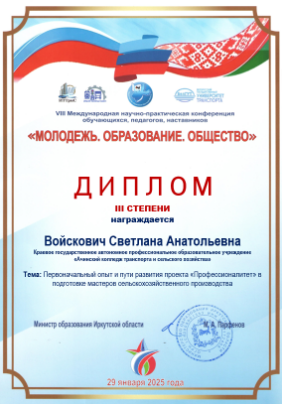 VIII Международная научно-практическая конференция
обучающихся, педагогов, наставников
«МОЛОДЕЖЬ. ОБРАЗОВАНИЕ. ОБЩЕСТВО»
ДИПЛОМ
III СТЕПЕНИ
награждается
Войскович Светлана Анатольевна
Краевое государственное автономное профессиональное образовательное учреждение
«Ачинский колледж транспорта и сельского хозяйства»
Тема: Первоначальный опыт и пути развития проекта «Профессионалитет» в
подготовке мастеров сельскохозяйственного производства
Министр образования Иркутской области
М. А. Парфенов
29 января 2025 года